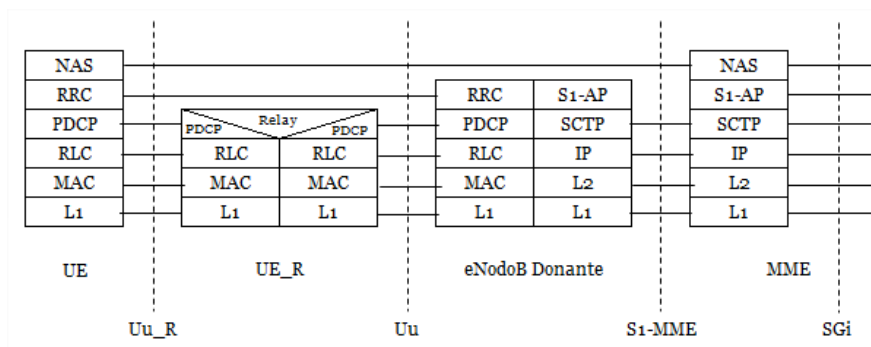 NAS NAS
RRC RRC S1-AP S1-AP
PDCP PDCP Relay PDCP PDCP SCTP SCTP
RLC RLC RLC RLC IP IP
MAC MAC MAC MAC L2 L2
L1 L1 L1 L1 L1 L1
UE UE_R eNodoB Donante MME
Uu_R Uu S1-MME SGi